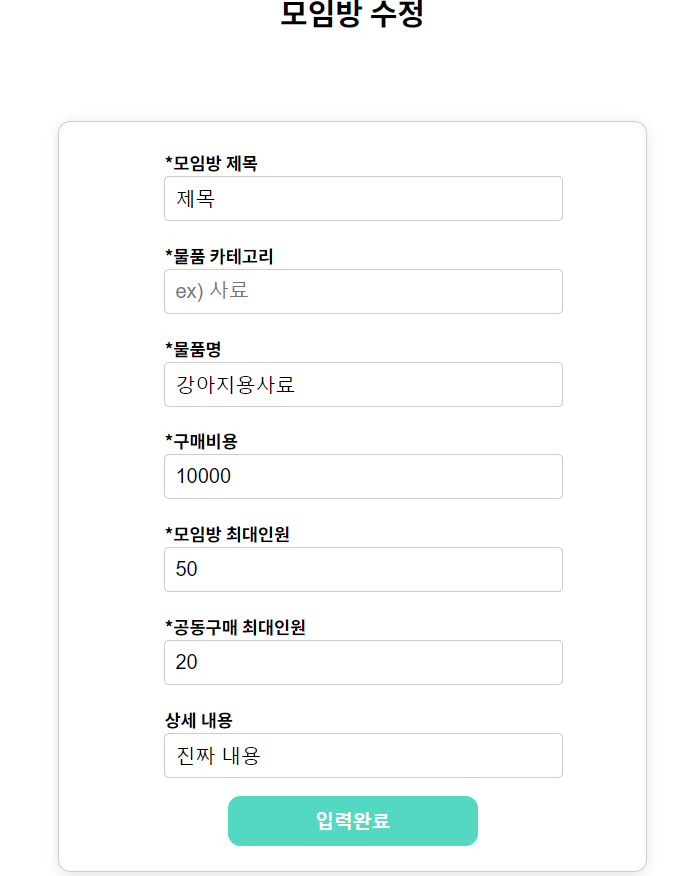 모임방 수정
*모임방 제목
제목
*물품 카테고리
ex) 사료
*물품명
강아지용사료
*구매비용
10000
*모임방 최대인원
50
*공동구매 최대인원
20
상세 내용
진짜 내용
입력완료